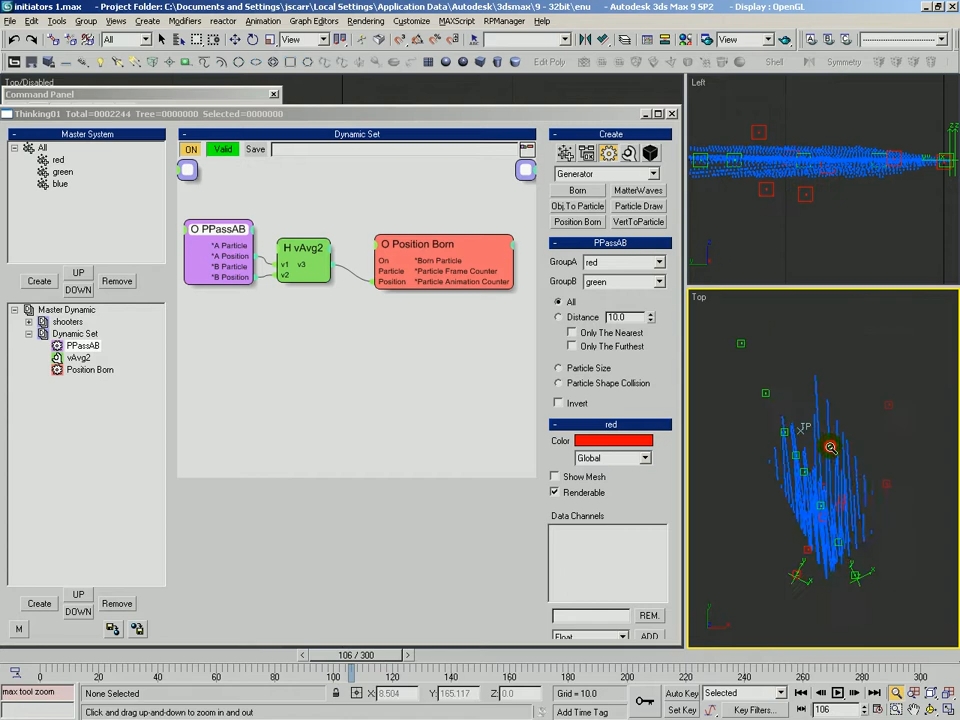 initiators 1.max - Project Folder: C:\Documents and Settings\jscarr\Local Settings\Application Data\Autodesk\3dsmax\9 - 32bit\enu - Autodesk 3ds Max 9 SP2 - Display : OpenGL
File Edit Tools Group Views Create Modifiers reactor Animation Graph Editors Rendering Customize MAXScript RPManager Help
All View View
Edit Poly Shell Symmetry
Top/Disabled
Command Panel
Thinking01 Total=0002244 Tree=0000000 Selected=0000000
Master System
All
red
green
blue
Create UP Remove
DOWN
Master Dynamic
shooters
Dynamic Set
PPassAB
vAvg2
Position Born
Create UP Remove
DOWN
M
Dynamic Set
ON Valid Save
O PPassAB
*A Particle
*A Position
*B Particle
*B Position
H vAvg2
v1 v3
v2
O Position Born
On *Born Particle
Particle *Particle Frame Counter
Position *Particle Animation Counter
Create
Generator
Born MatterWaves
Obj.To Particle Particle Draw
Position Born VertToParticle
PPassAB
GroupA red
GroupB green
All
Distance 10.0
Only The Nearest
Only The Furthest
Particle Size
Particle Shape Collision
Invert
red
Color
Global
Show Mesh
Renderable
Data Channels
REM.
Float ADD
Left
Top
TP
106 / 300
0 20 40 60 80 100 120 140 160 180 200 220 240 260 280 300
max tool zoom
None Selected X: 8.504 Y: 165.117 Z: 0.0 Grid = 10.0 Auto Key Selected
Click and drag up-and-down to zoom in and out Add Time Tag Set Key Key Filters... 106